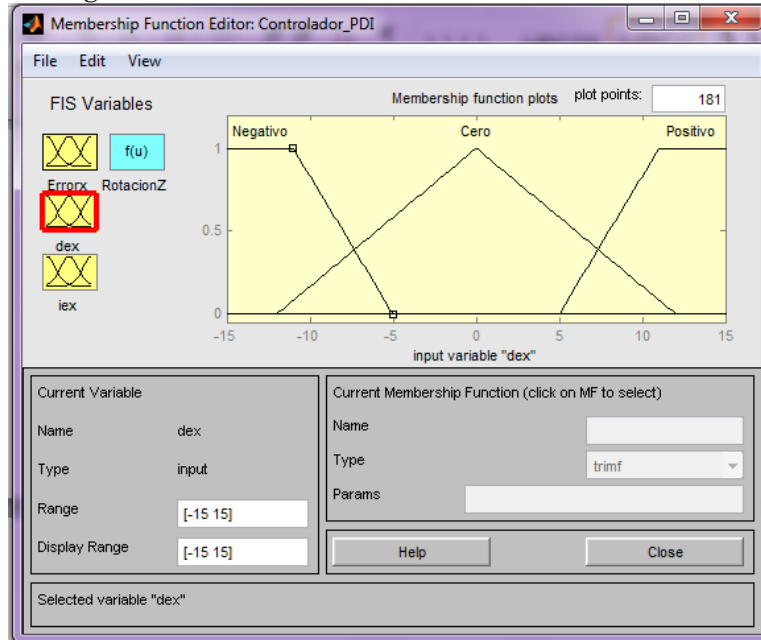 Membership Function Editor: Controlador_PDI
File Edit View
FIS Variables
Membership function plots plot points: 181
f(u)
Errorx RotacionZ
dex
iex
Negativo Cero Positivo
1
0.5
0
-15 -10 -5 0 5 10 15
input variable "dex"
Current Variable
Name dex
Type input
Range [-15 15]
Display Range [-15 15]
Current Membership Function (click on MF to select)
Name
Type trimf
Params
Help Close
Selected variable "dex"